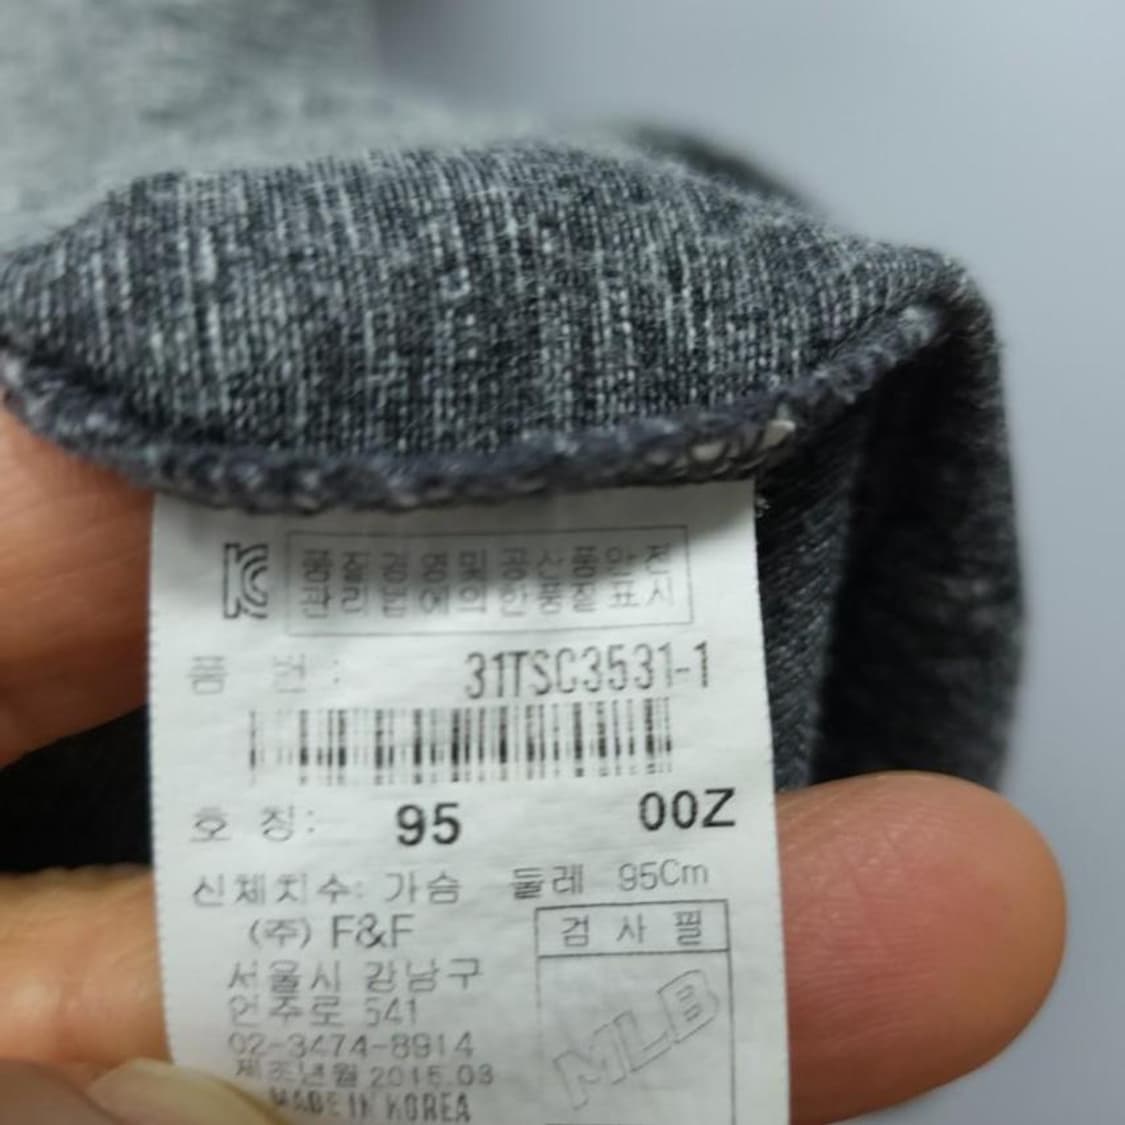 품질경영및공산품안전
관리법에의한품질표시
품 번: 31TSC3531-1
호 칭: 95 00Z
신체치수: 가슴 둘레 95Cm
(주) F&F
검 사 필
서울시 강남구
언주로 541
MLB
02-3474-8914
제조년월 2015.03
MADE IN KOREA